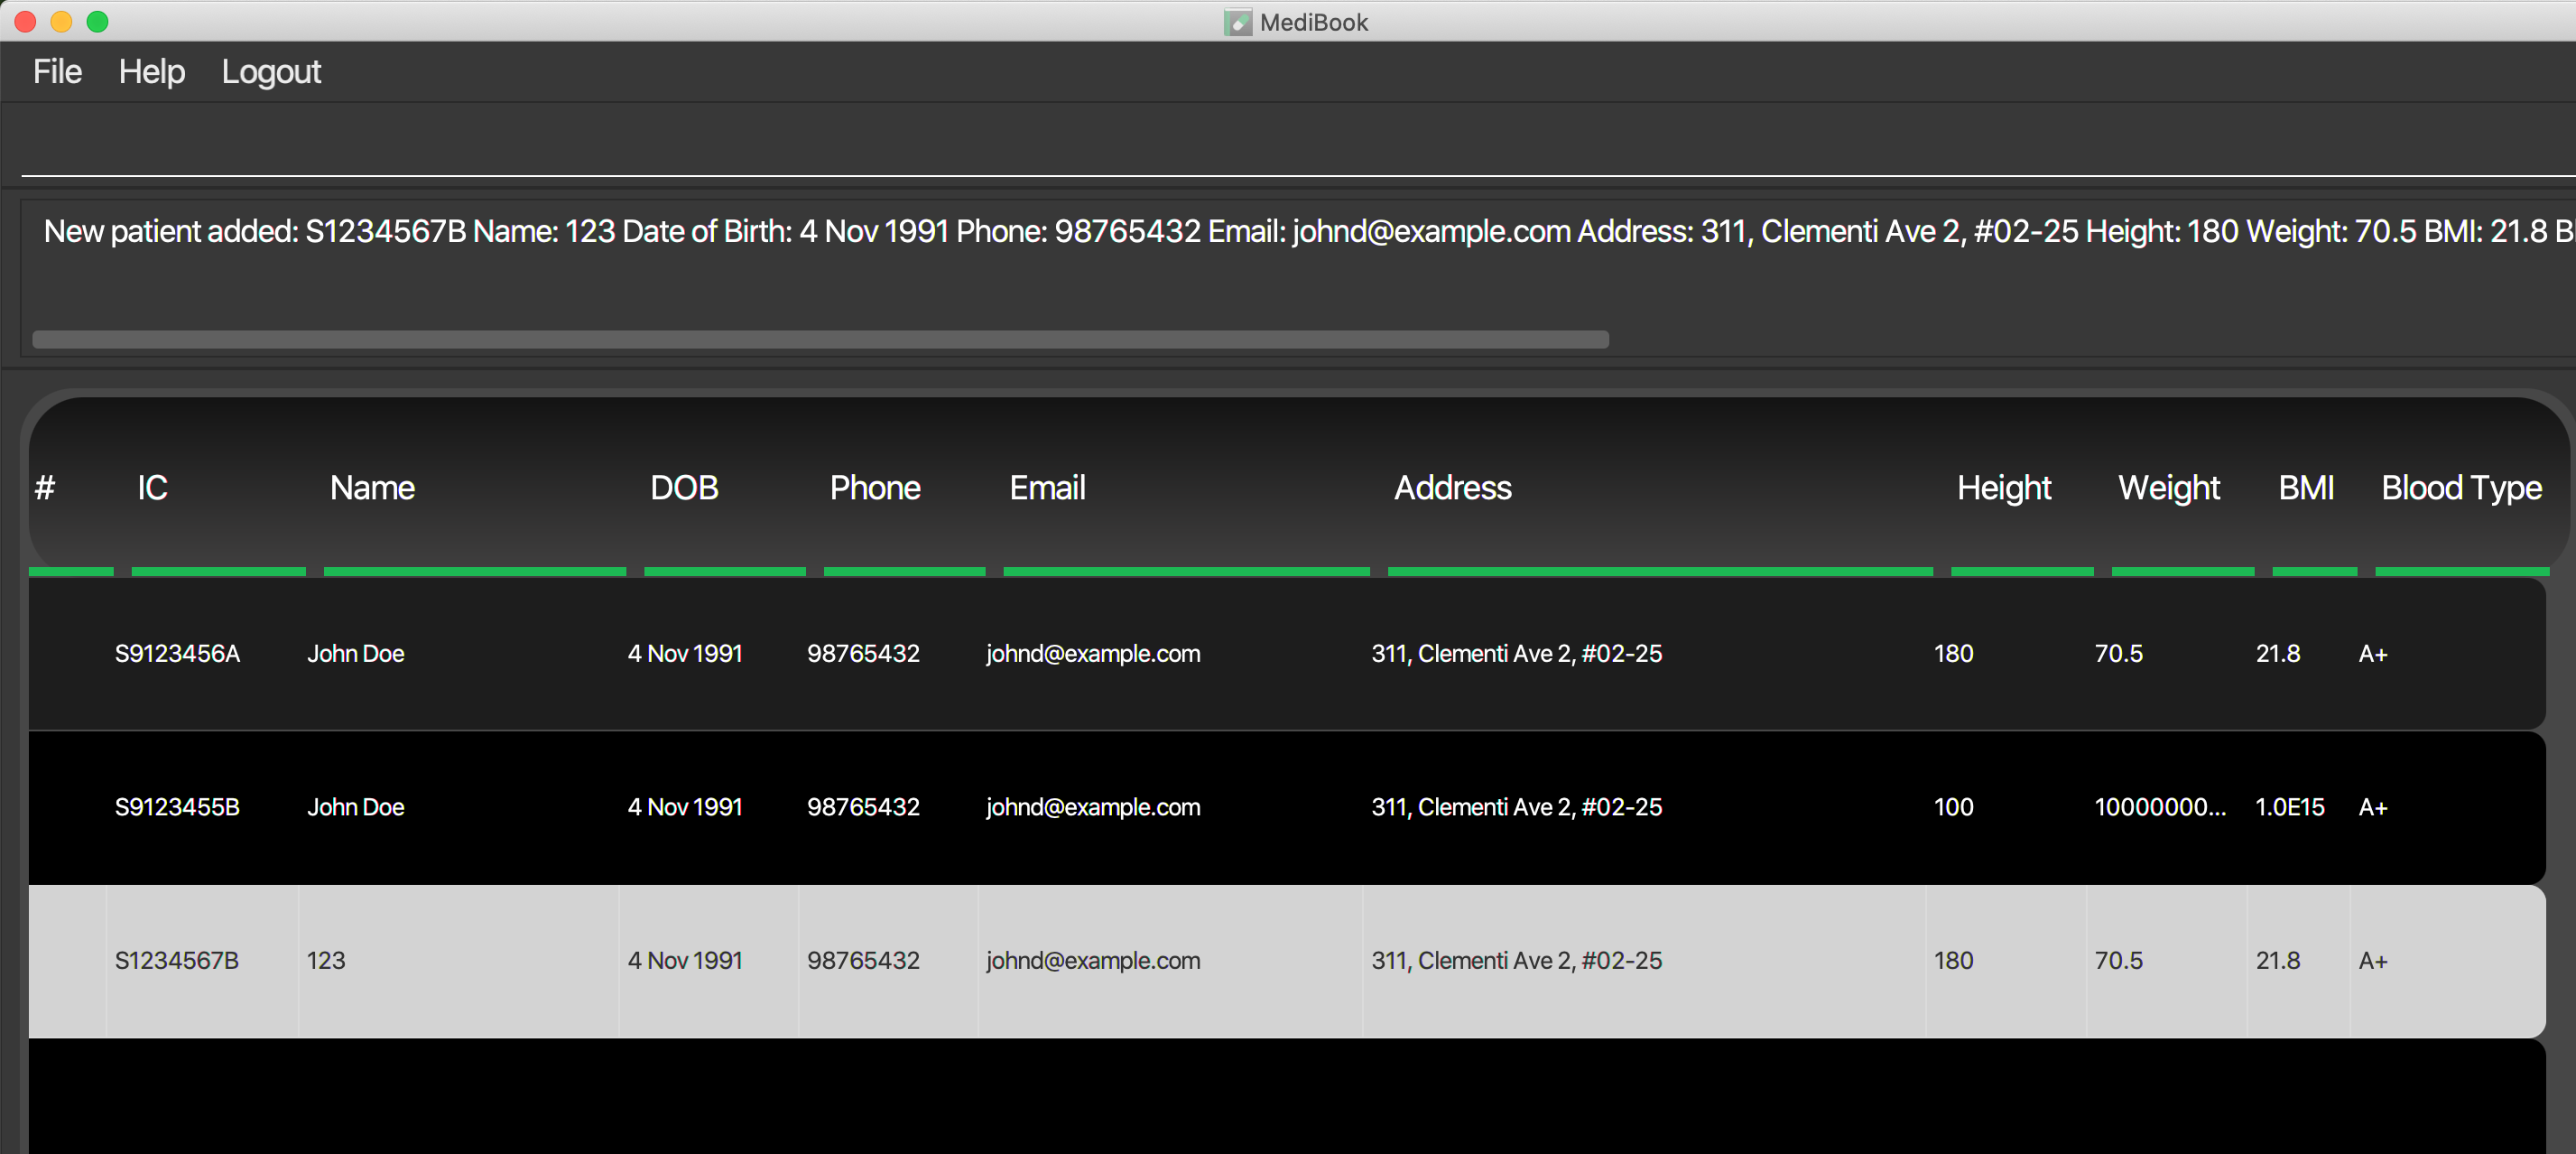 MediBook
File Help Logout
New patient added: S1234567B Name: 123 Date of Birth: 4 Nov 1991 Phone: 98765432 Email: johnd@example.com Address: 311, Clementi Ave 2, #02-25 Height: 180 Weight: 70.5 BMI: 21.8 B
# IC Name DOB Phone Email Address Height Weight BMI Blood Type
S9123456A John Doe 4 Nov 1991 98765432 johnd@example.com 311, Clementi Ave 2, #02-25 180 70.5 21.8 A+
S9123455B John Doe 4 Nov 1991 98765432 johnd@example.com 311, Clementi Ave 2, #02-25 100 10000000... 1.0E15 A+
S1234567B 123 4 Nov 1991 98765432 johnd@example.com 311, Clementi Ave 2, #02-25 180 70.5 21.8 A+